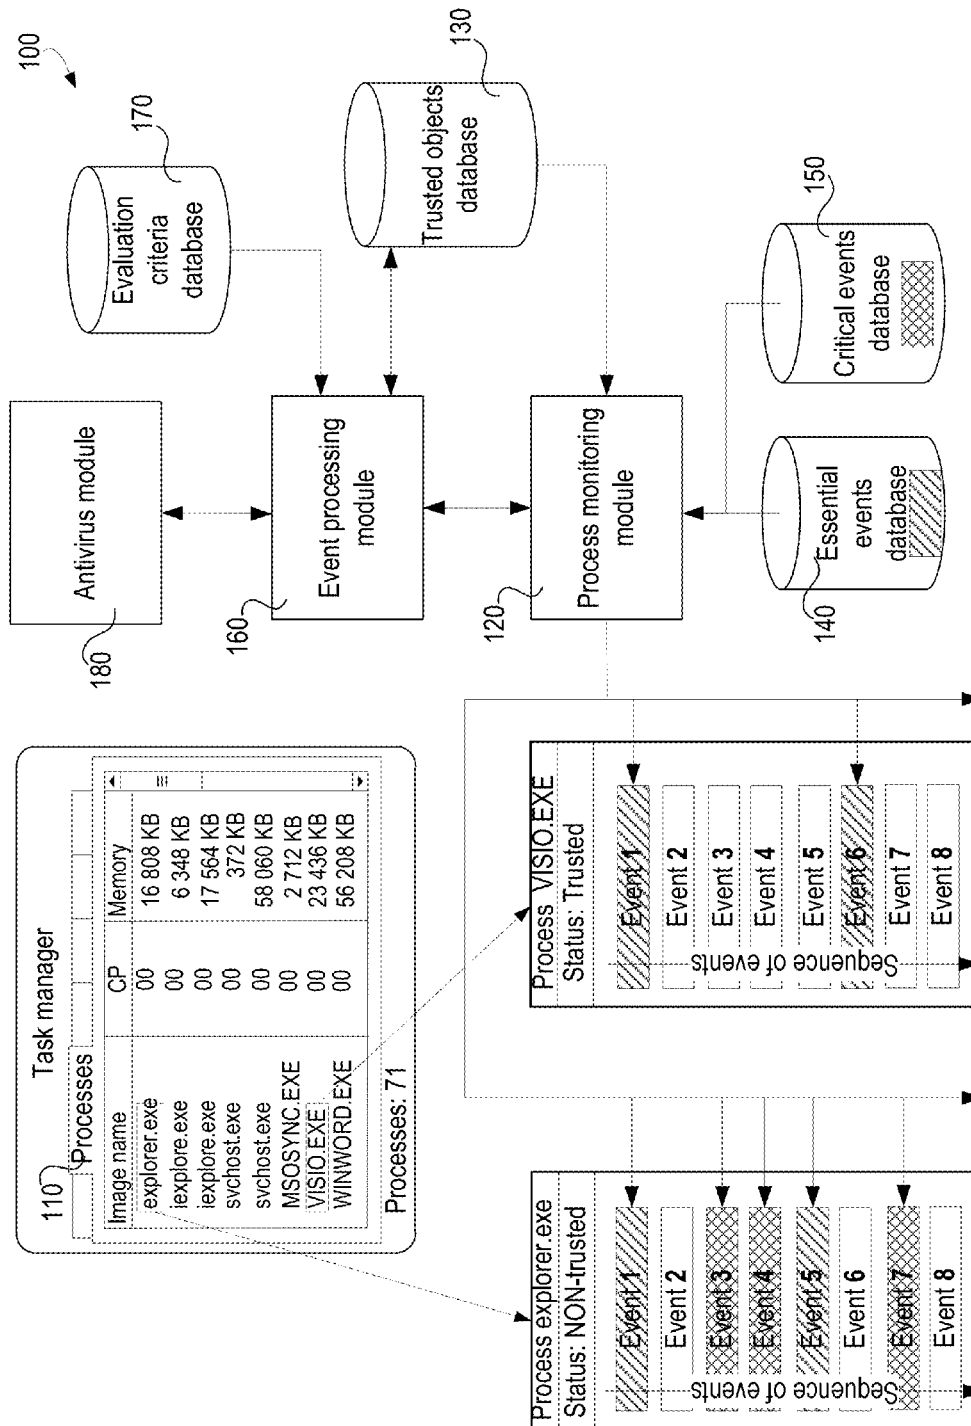 100
Task manager
110
Processes
Image name CP Memory
explorer.exe 00 16 808 KB
iexplore.exe 00 6 348 KB
iexplore.exe 00 17 564 KB
svchost.exe 00 372 KB
svchost.exe 00 58 060 KB
MSOSYNC.EXE 00 2 712 KB
VISIO.EXE 00 23 436 KB
WINWORD.EXE 00 56 208 KB
Processes: 71
Antivirus module
180
Evaluation
criteria
database
170
Event processing
module
160
Trusted objects
database
130
Process monitoring
module
120
Essential
events
database
140
Critical events
database
150
Process explorer.exe
Status: NON-trusted
Event 1
Event 2
Event 3
Event 4
Event 5
Event 6
Event 7
Event 8
Sequence of events
Process VISIO.EXE
Status: Trusted
Event 1
Event 2
Event 3
Event 4
Event 5
Event 6
Event 7
Event 8
Sequence of events